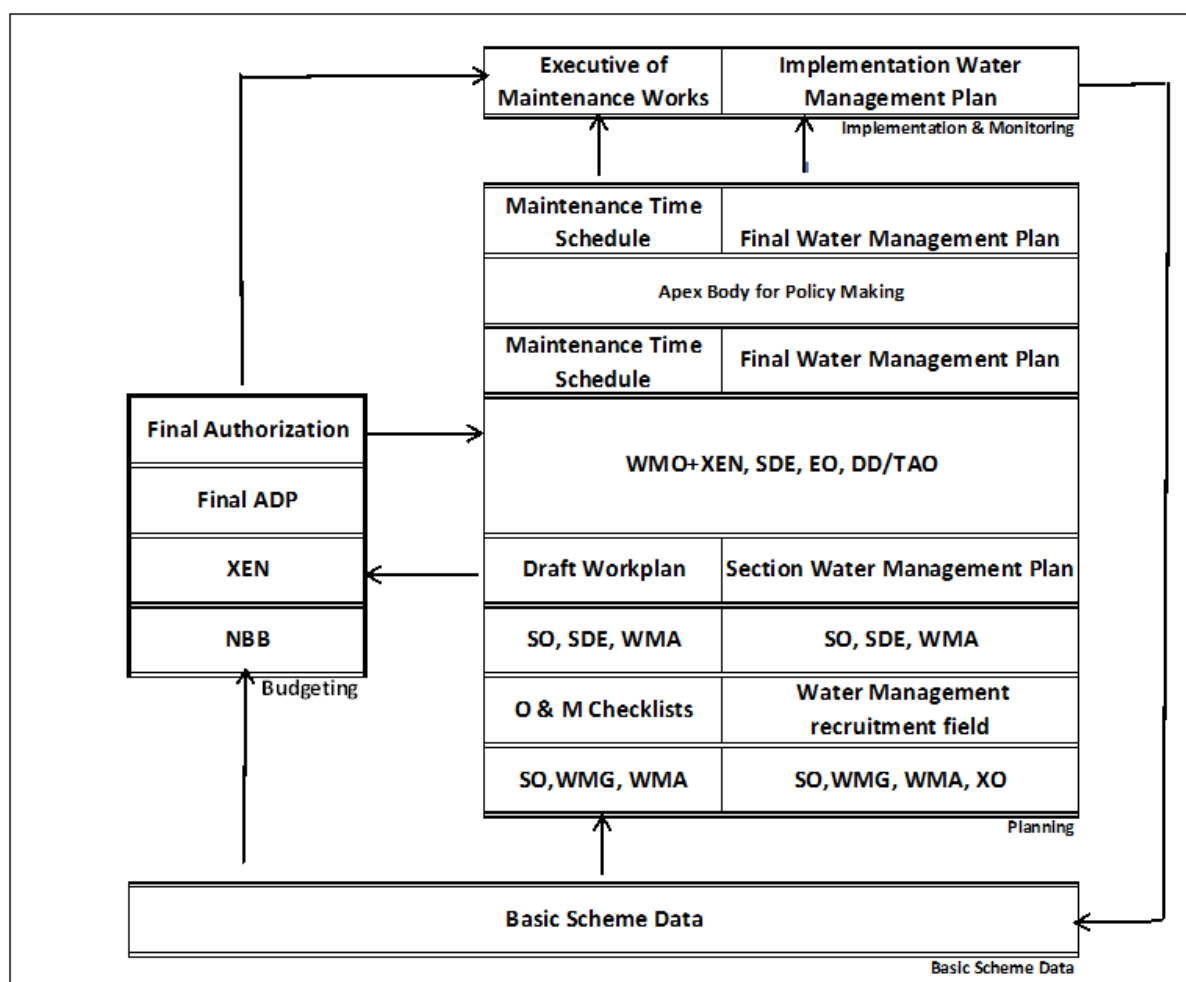 Executive of
Maintenance Works
Implementation Water
Management Plan
Implementation & Monitoring
Maintenance Time
Schedule
Final Water Management Plan
Apex Body for Policy Making
Maintenance Time
Schedule
Final Water Management Plan
Final Authorization
WMO+XEN, SDE, EO, DD/TAO
Final ADP
XEN
Draft Workplan
Section Water Management Plan
NBB
SO, SDE, WMA
SO, SDE, WMA
Budgeting
O & M Checklists
Water Management
recruitment field
SO,WMG, WMA
SO,WMG, WMA, XO
Planning
Basic Scheme Data
Basic Scheme Data